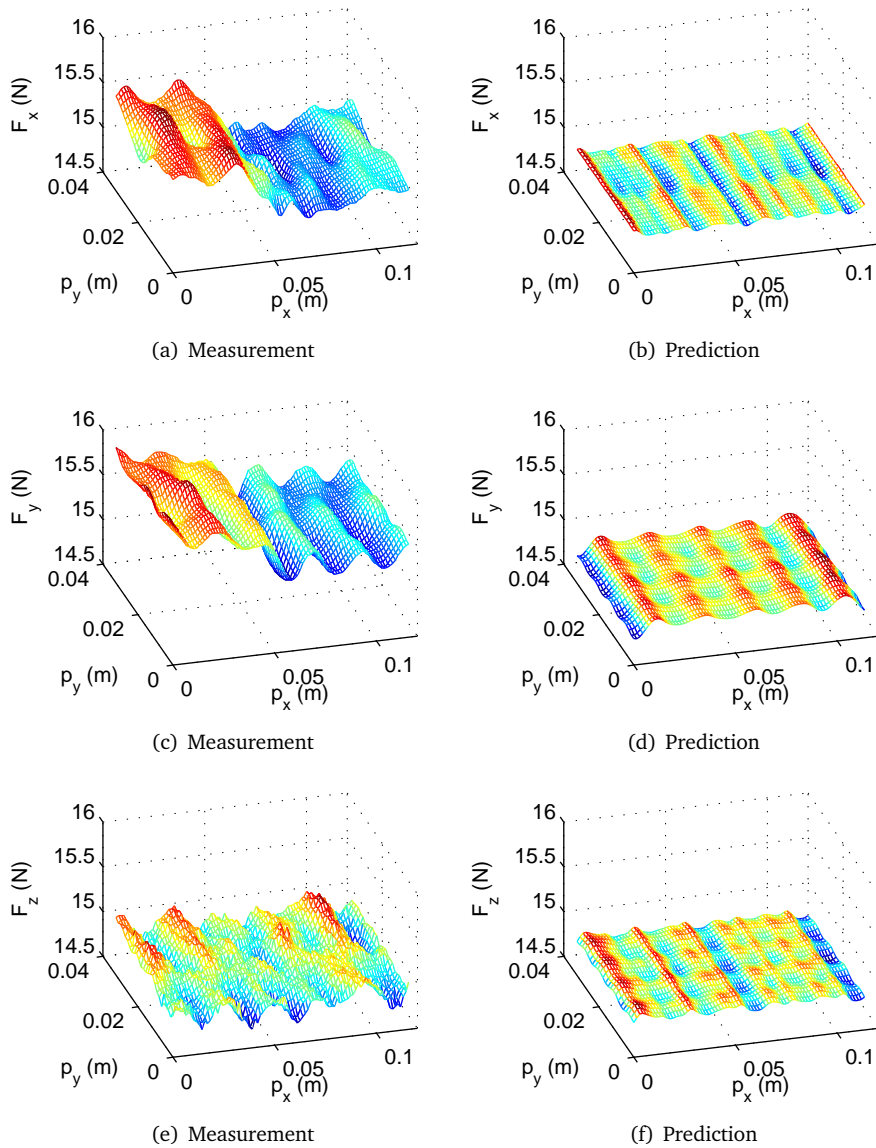 16
15.5
15
14.5
0.04
0.02
0
0
0.05
0.1
F_x (N)
p_y (m)
p_x (m)
(a) Measurement
16
15.5
15
14.5
0.04
0.02
0
0
0.05
0.1
F_x (N)
p_y (m)
p_x (m)
(b) Prediction
16
15.5
15
14.5
0.04
0.02
0
0
0.05
0.1
F_y (N)
p_y (m)
p_x (m)
(c) Measurement
16
15.5
15
14.5
0.04
0.02
0
0
0.05
0.1
F_y (N)
p_y (m)
p_x (m)
(d) Prediction
16
15.5
15
14.5
0.04
0.02
0
0
0.05
0.1
F_z (N)
p_y (m)
p_x (m)
(e) Measurement
16
15.5
15
14.5
0.04
0.02
0
0
0.05
0.1
F_z (N)
p_y (m)
p_x (m)
(f) Prediction